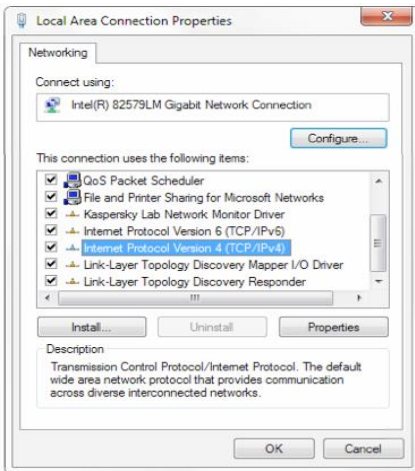 Local Area Connection Properties
Networking
Connect using:
Intel(R) 82579LM Gigabit Network Connection
Configure...
This connection uses the following items:
QoS Packet Scheduler
File and Printer Sharing for Microsoft Networks
Kaspersky Lab Network Monitor Driver
Internet Protocol Version 6 (TCP/IPv6)
Internet Protocol Version 4 (TCP/IPv4)
Link-Layer Topology Discovery Mapper I/O Driver
Link-Layer Topology Discovery Responder
Install... Uninstall Properties
Description
Transmission Control Protocol/Internet Protocol. The default
wide area network protocol that provides communication
across diverse interconnected networks.
OK Cancel